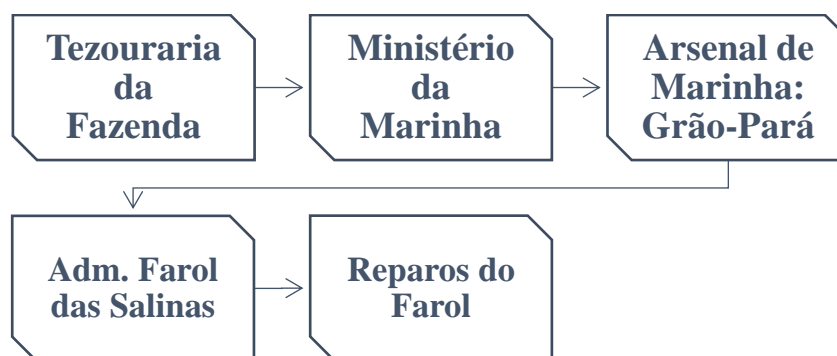 Tezouraria
da
Fazenda
Ministério
da
Marinha
Arsenal de
Marinha:
Grão-Pará
Adm. Farol
das Salinas
Reparos do
Farol